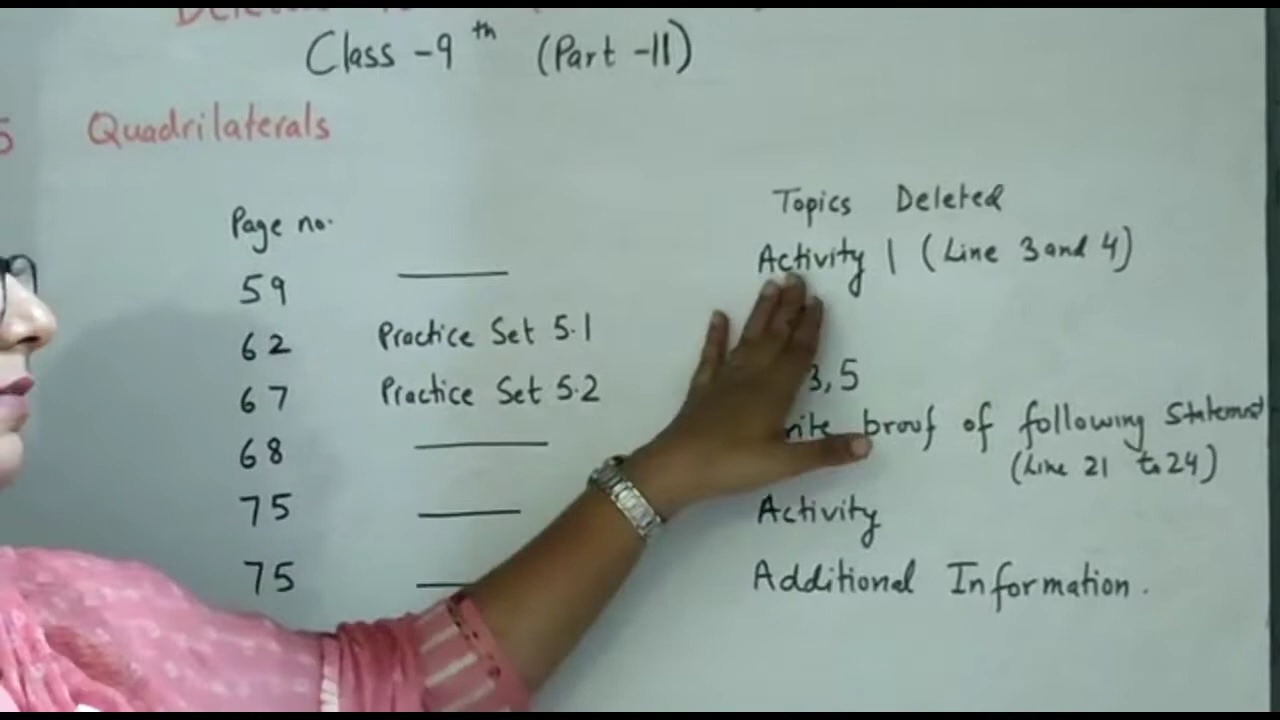 Class - 9th (Part - II)
5 Quadrilaterals
Page no. Topics Deleted
59 Activity 1 (Line 3 and 4)
62 Practice Set 5.1
67 Practice Set 5.2 3, 5
68 brouf of following Statement
(Line 21 to 24)
75 Activity
75 Additional Information.